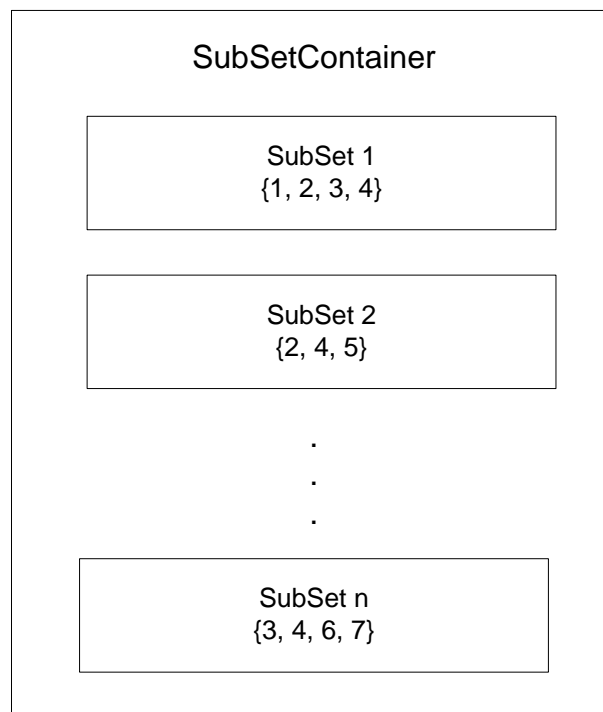 SubSetContainer
SubSet 1
{1, 2, 3, 4}
SubSet 2
{2, 4, 5}
.
.
.
SubSet n
{3, 4, 6, 7}